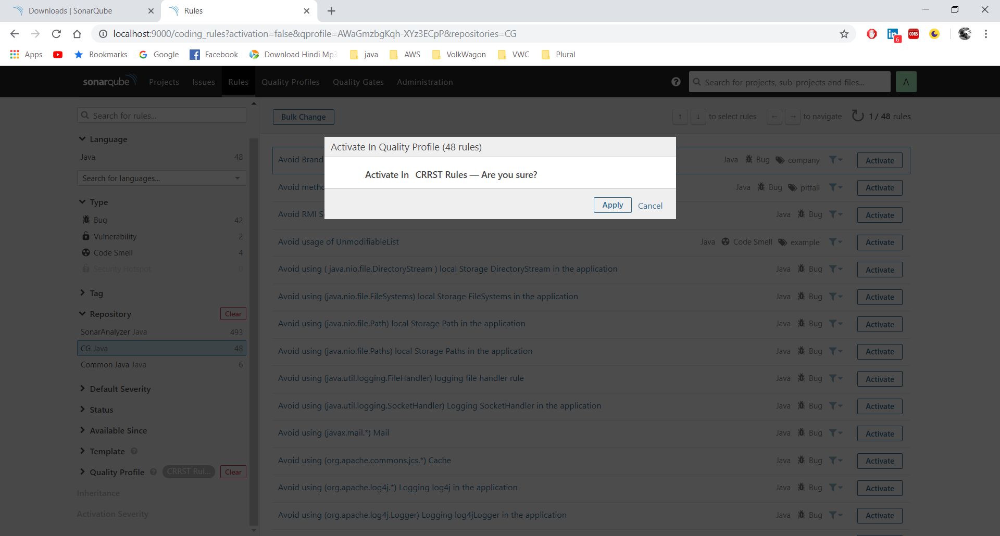 Downloads | SonarQube
Rules
localhost:9000/coding_rules?activation=false&qprofile=AWaGmzbgKqh-XYz3ECpP&repositories=CG
6
CORS
Apps
Bookmarks
Google
Facebook
Download Hindi Mp3
java
AWS
VolkWagon
VWC
Plural
sonarqube
Projects
Issues
Rules
Quality Profiles
Quality Gates
Administration
Search for projects, sub-projects and files...
A
Search for rules...
Language
Java 48
Search for languages...
Type
Bug 42
Vulnerability 2
Code Smell 4
Security Hotspot 0
Tag
Repository Clear
SonarAnalyzer Java 493
CG Java 48
Common Java Java 6
Default Severity
Status
Available Since
Template
Quality Profile CRRST Rul... Clear
Inheritance
Activation Severity
Bulk Change
↑ ↓ to select rules ← → to navigate 1 / 48 rules
Activate In Quality Profile (48 rules)
Activate In CRRST Rules — Are you sure?
Apply Cancel
Avoid Brand Java Bug company Activate
Avoid metho Java Bug pitfall Activate
Avoid RMI S Java Bug Activate
Avoid usage of UnmodifiableList Java Code Smell example Activate
Avoid using ( java.nio.file.DirectoryStream ) local Storage DirectoryStream in the application Java Bug Activate
Avoid using (java.nio.file.FileSystems) local Storage FileSystems in the application Java Bug Activate
Avoid using (java.nio.file.Path) local Storage Path in the application Java Bug Activate
Avoid using (java.nio.file.Paths) local Storage Paths in the application Java Bug Activate
Avoid using (java.util.logging.FileHandler) logging file handler rule Java Bug Activate
Avoid using (java.util.logging.SocketHandler) Logging SocketHandler in the application Java Bug Activate
Avoid using (javax.mail.*) Mail Java Bug Activate
Avoid using (org.apache.commons.jcs.*) Cache Java Bug Activate
Avoid using (org.apache.log4j.*) Logging log4j in the application Java Bug Activate
Avoid using (org.apache.log4j.Logger) Logging log4jLogger in the application Java Bug Activate